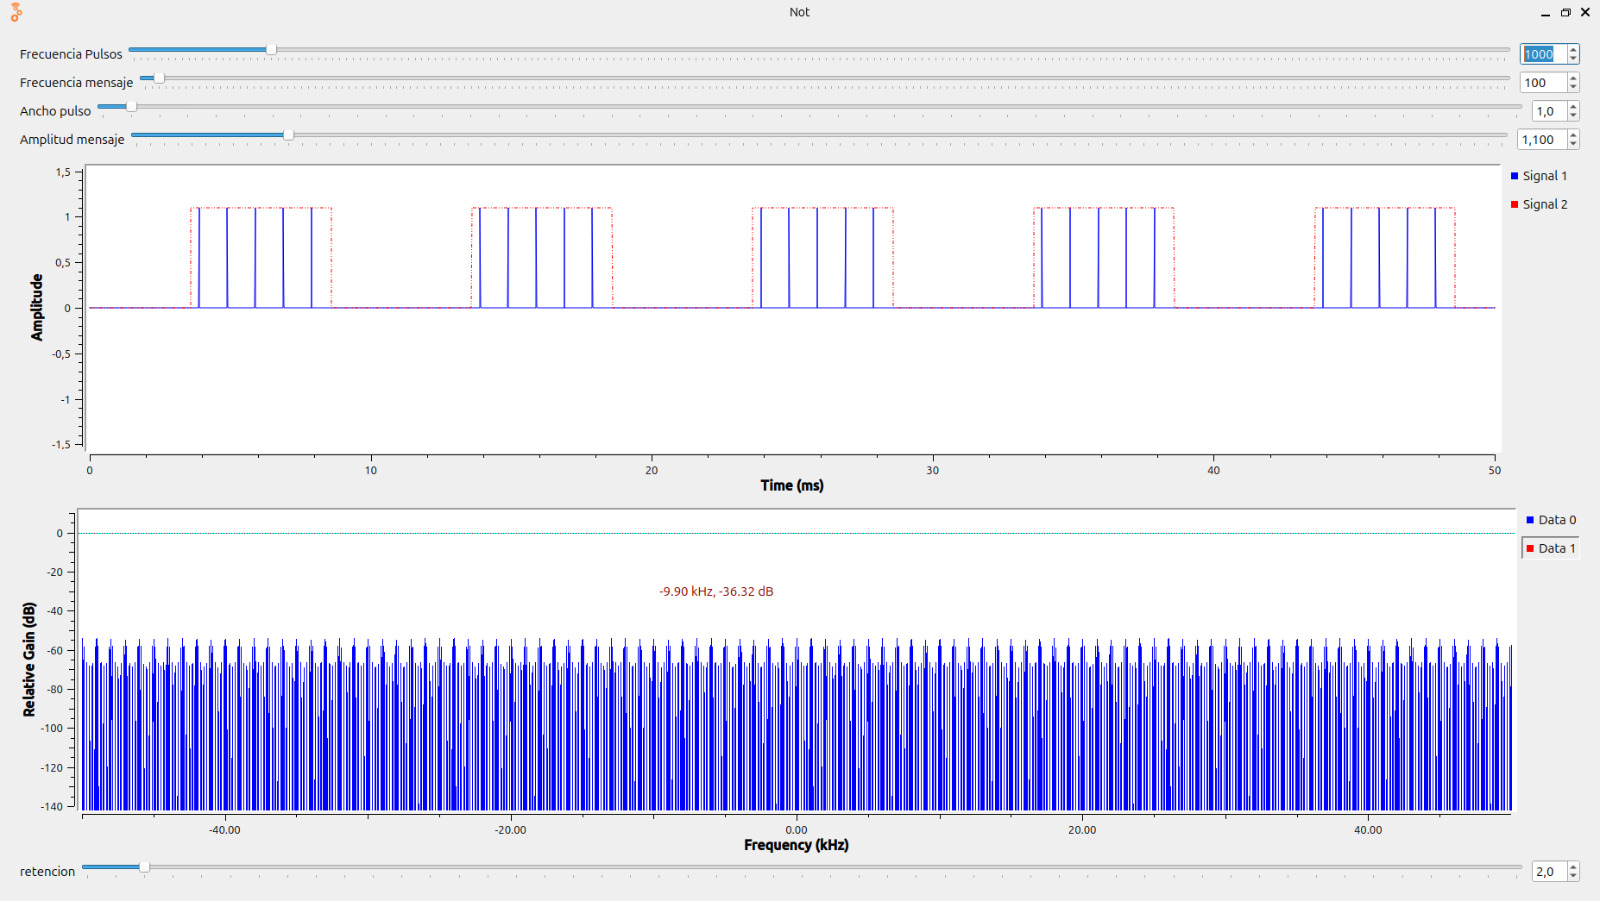 Not
Frecuencia Pulsos 1000
Frecuencia mensaje 100
Ancho pulso 1,0
Amplitud mensaje 1,100
1,5
1
0,5
0
-0,5
-1
-1,5
Amplitude
0 10 20 30 40 50
Time (ms)
Signal 1
Signal 2
0
-20
-40
-60
-80
-100
-120
-140
Relative Gain (dB)
-9.90 kHz, -36.32 dB
-40.00 -20.00 0.00 20.00 40.00
Frequency (kHz)
Data 0
Data 1
retencion 2,0